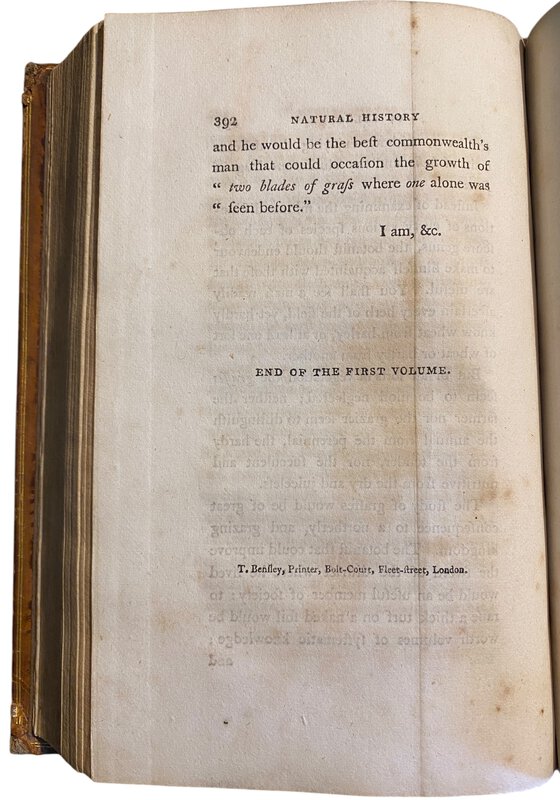 392 NATURAL HISTORY
and he would be the beſt commonwealth's
man that could occaſion the growth of
“ two blades of graſs where one alone was
“ ſeen before.”
I am, &c.
END OF THE FIRST VOLUME.
T. Benſley, Printer, Bolt-Court, Fleet-ſtreet, London.